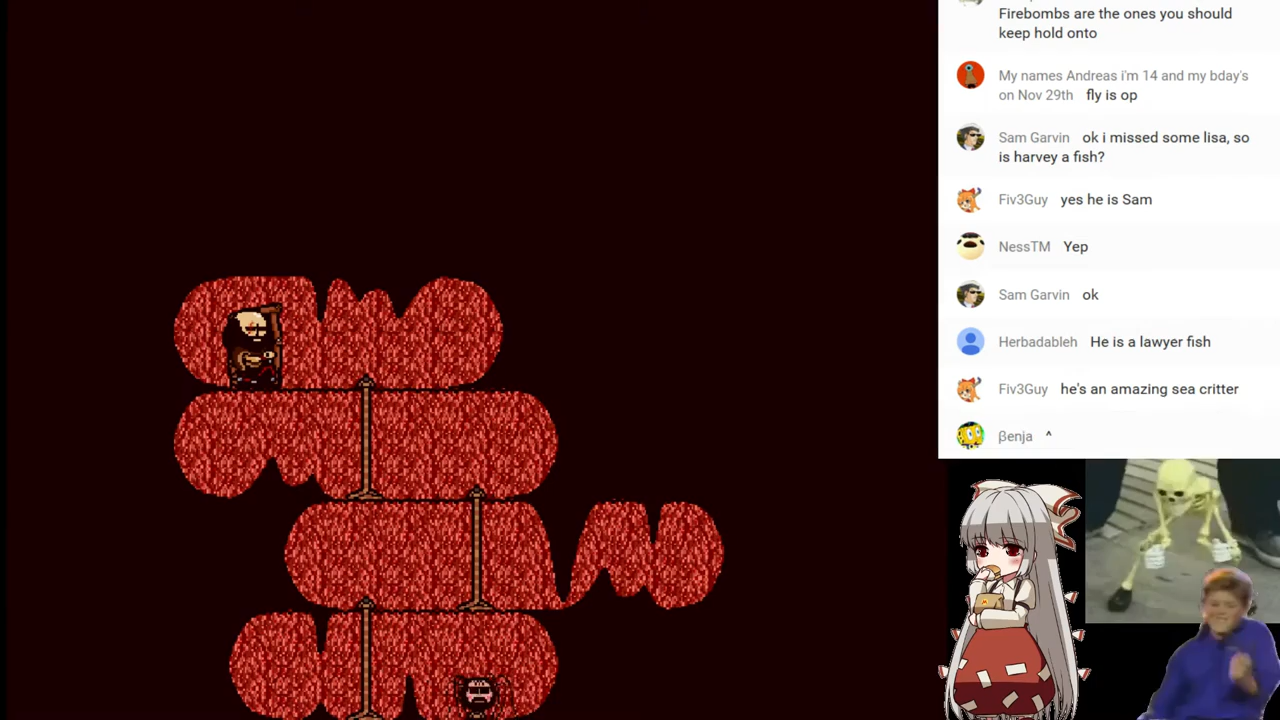 Firebombs are the ones you should
keep hold onto
My names Andreas i'm 14 and my bday's
on Nov 29th fly is op
Sam Garvin ok i missed some lisa, so
is harvey a fish?
Fiv3Guy yes he is Sam
NessTM Yep
Sam Garvin ok
Herbadableh He is a lawyer fish
Fiv3Guy he's an amazing sea critter
βenja ^